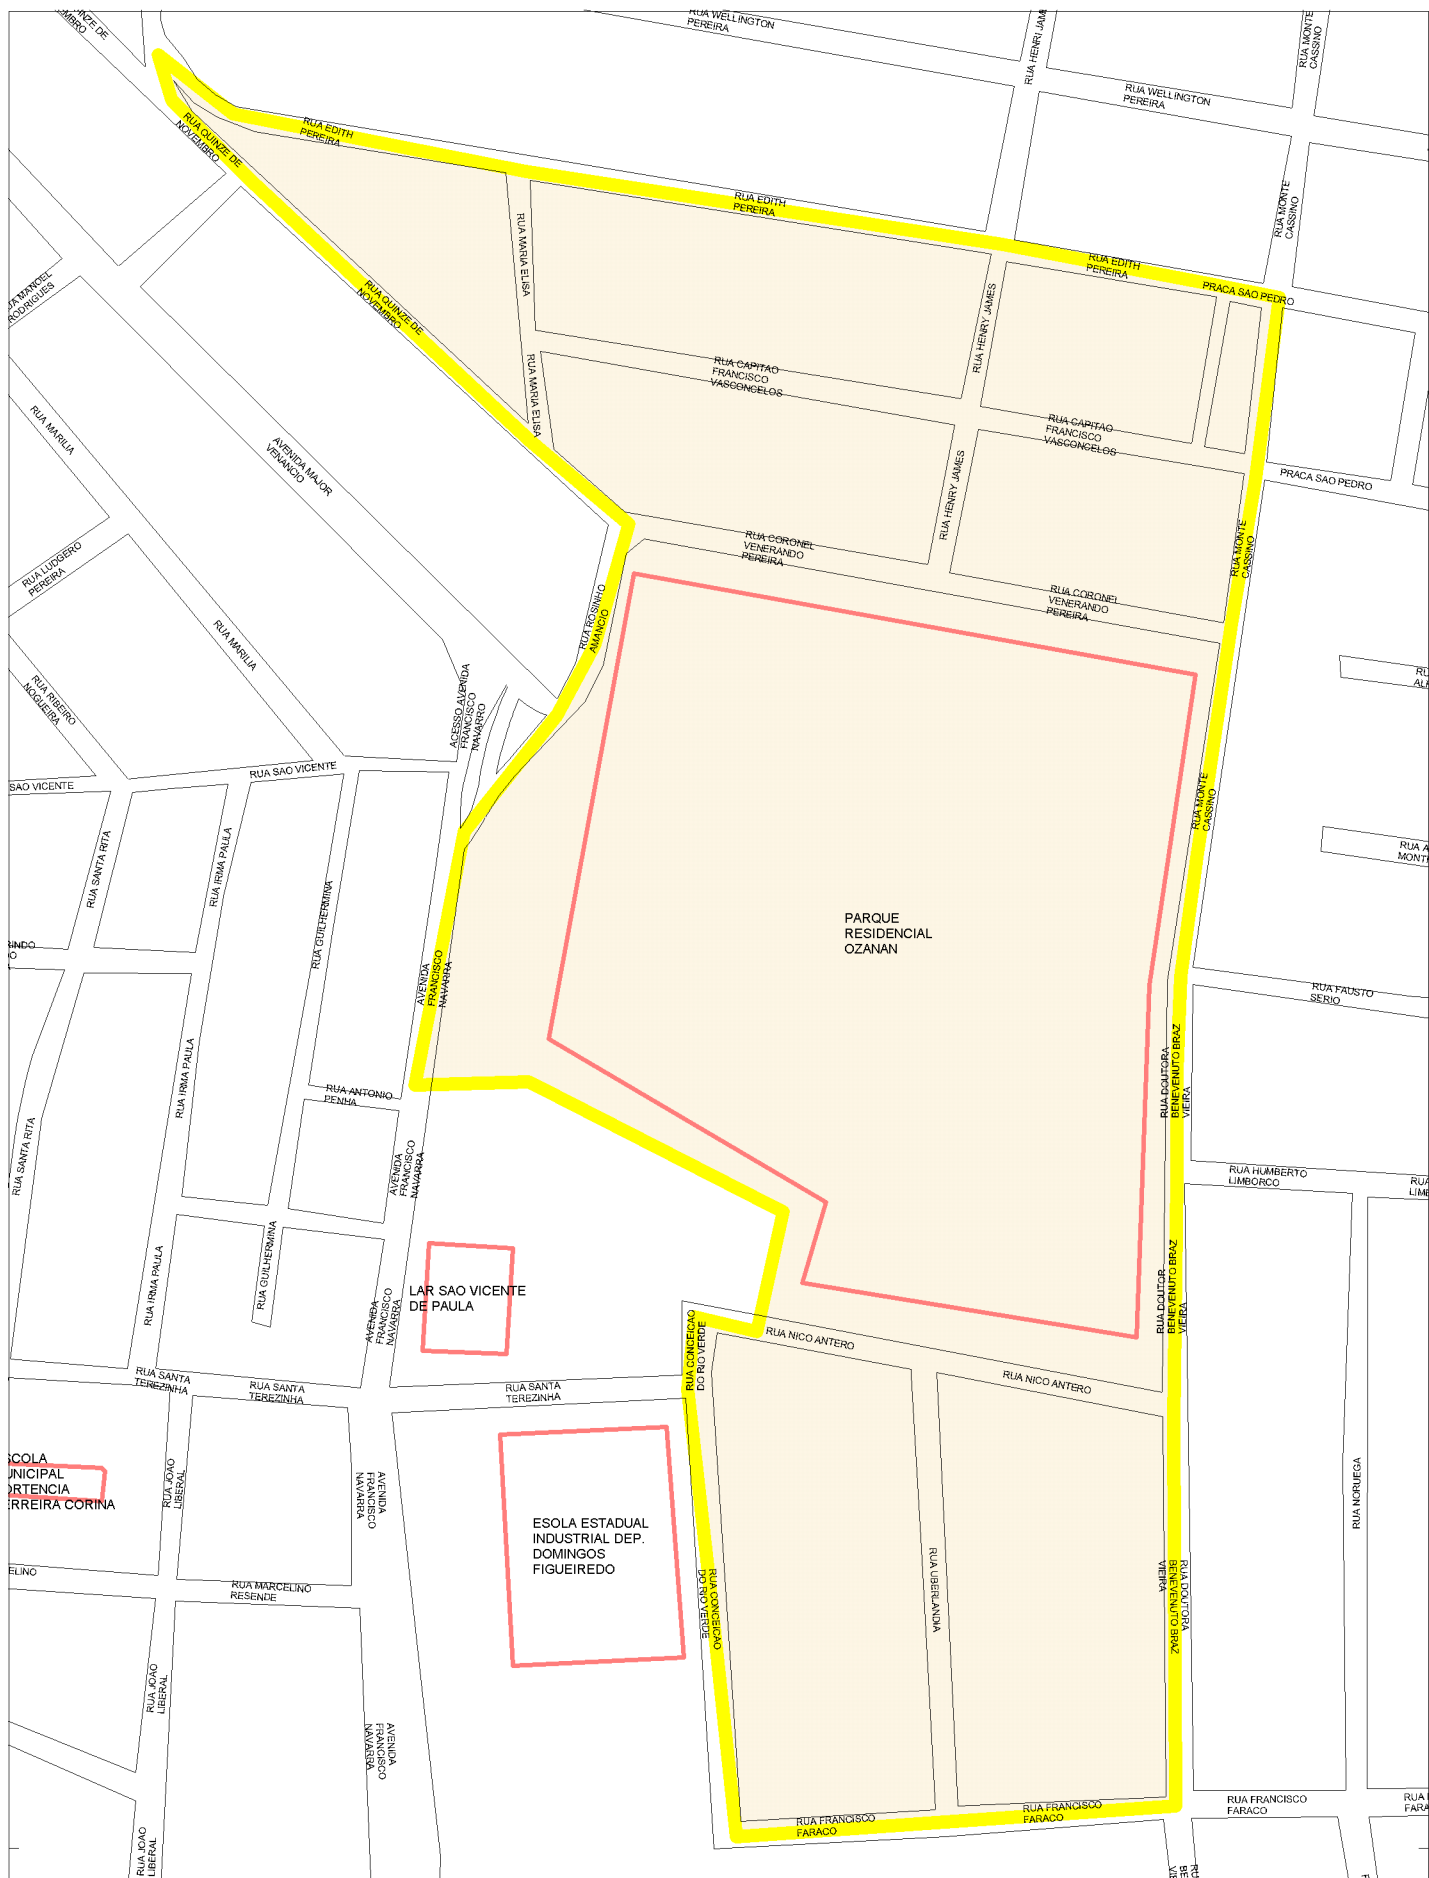 RUA WELLINGTON
PEREIRA
RUA MONTE
CASSINO
RUA WELLINGTON
PEREIRA
RUA EDITH
PEREIRA
RUA QUINZE DE
NOVEMBRO
RUA EDITH
PEREIRA
RUA MONTE
CASSINO
RUA MARIA ELISA
RUA EDITH
PEREIRA
PRACA SAO PEDRO
RUA QUINZE DE
NOVEMBRO
RUA HENRY JAMES
RUA CAPITAO
FRANCISCO
VASCONCELOS
RUA MARIA ELISA
RUA CAPITAO
FRANCISCO
VASCONCELOS
RUA MARILIA
AVENIDA MAJOR
VENANCIO
RUA HENRY JAMES
PRACA SAO PEDRO
RUA CORONEL
VENERANDO
PEREIRA
RUA MONTE
CASSINO
RUA LUDGERO
PEREIRA
RUA CORONEL
VENERANDO
PEREIRA
RUA ROSINHO
AMANCIO
RUA MARILIA
RUA RIBEIRO
NOGUEIRA
ACESSO AVENIDA
FRANCISCO
NAVARRO
RUA SAO VICENTE
SAO VICENTE
RUA MONTE
CASSINO
RUA SANTA RITA
RUA IRMA PAULA
RUA GUILHERMINA
PARQUE
RESIDENCIAL
OZANAN
AVENIDA
FRANCISCO
NAVARRA
RUA FAUSTO
SERIO
RUA IRMA PAULA
RUA ANTONIO
PENHA
RUA DOUTORA
BENEVENUTO BRAZ
VIEIRA
RUA SANTA RITA
AVENIDA
FRANCISCO
NAVARRA
RUA HUMBERTO
LIMBORCO
RUA IRMA PAULA
RUA GUILHERMINA
LAR SAO VICENTE
DE PAULA
AVENIDA
FRANCISCO
NAVARRA
RUA DOUTOR
BENEVENUTO BRAZ
VIEIRA
RUA CONCEICAO
DO RIO VERDE
RUA NICO ANTERO
RUA NICO ANTERO
RUA SANTA
TEREZINHA
RUA SANTA
TEREZINHA
RUA SANTA
TEREZINHA
SCOLA
UNICIPAL
ORTENCIA
ERREIRA CORINA
RUA JOAO
LIBERAL
AVENIDA
FRANCISCO
NAVARRA
ESOLA ESTADUAL
INDUSTRIAL DEP.
DOMINGOS
FIGUEIREDO
RUA NORUEGA
ELINO
RUA MARCELINO
RESENDE
RUA CONCEICAO
DO RIO VERDE
RUA UBERLANDIA
RUA DOUTORA
BENEVENUTO BRAZ
VIEIRA
RUA JOAO
LIBERAL
AVENIDA
FRANCISCO
NAVARRA
RUA FRANCISCO
FARACO
RUA FRANCISCO
FARACO
RUA FRANCISCO
FARACO
RUA JOAO
LIBERAL